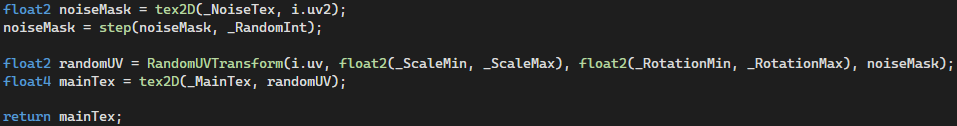 float2 noiseMask = tex2D(_NoiseTex, i.uv2);
noiseMask = step(noiseMask, _RandomInt);
float2 randomUV = RandomUVTransform(i.uv, float2(_ScaleMin, _ScaleMax), float2(_RotationMin, _RotationMax), noiseMask);
float4 mainTex = tex2D(_MainTex, randomUV);
return mainTex;